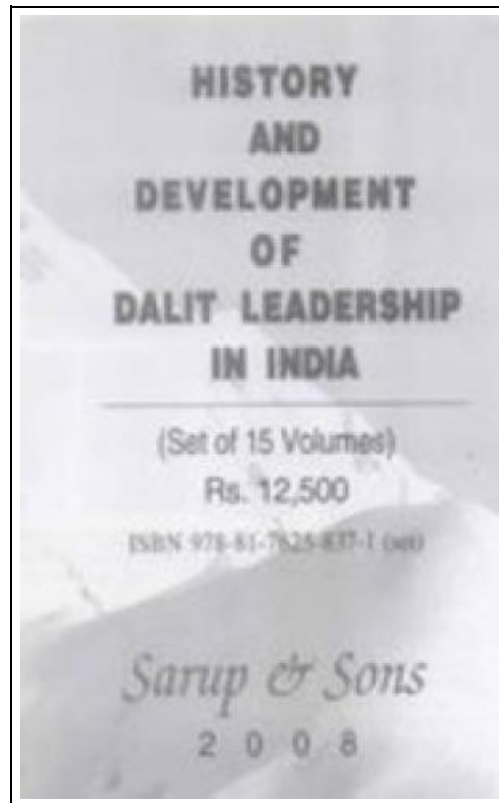 HISTORY
AND
DEVELOPMENT
OF
DALIT LEADERSHIP
IN INDIA
(Set of 15 Volumes)
Rs. 12,500
ISBN 978-81-7625-837-1 (set)
Sarup & Sons
2 0 0 8